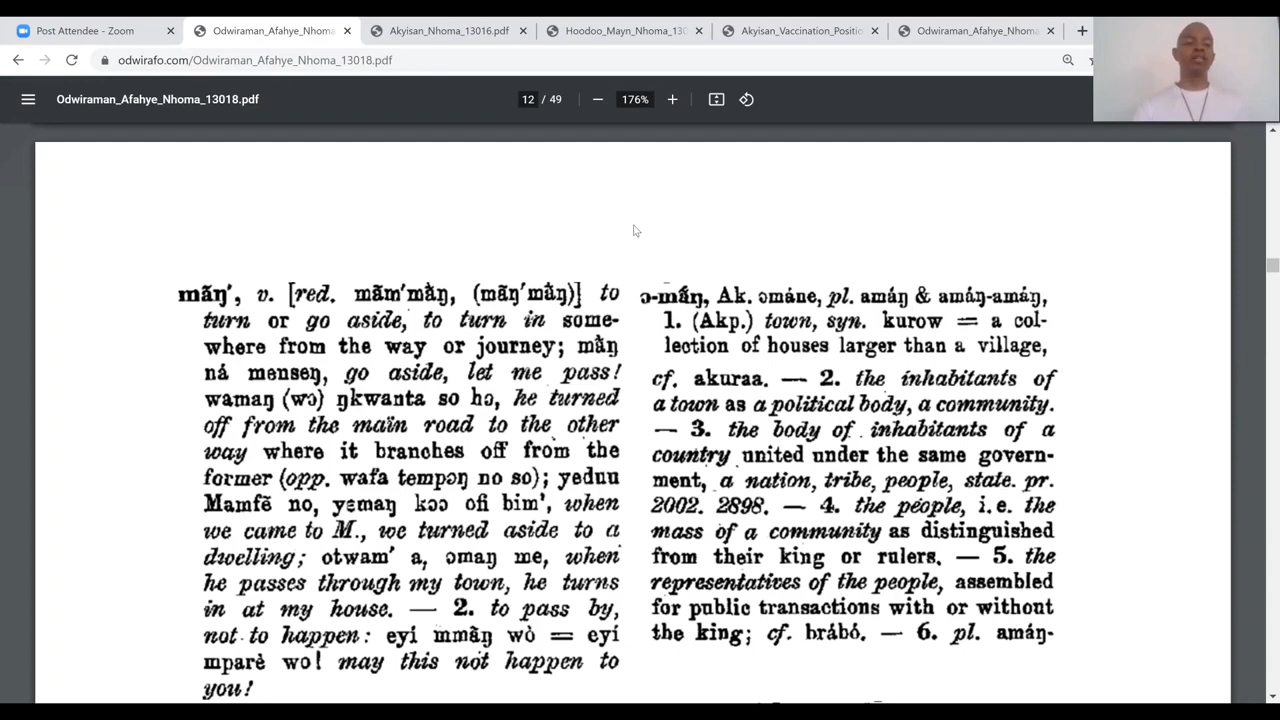 Post Attendee - Zoom
Odwiraman_Afahye_Nhoma_
Akyisan_Nhoma_13016.pdf
Hoodoo_Mayn_Nhoma_130
Akyisan_Vaccination_Positio
Odwiraman_Afahye_Nhoma_
odwirafo.com/Odwiraman_Afahye_Nhoma_13018.pdf
Odwiraman_Afahye_Nhoma_13018.pdf
12 / 49
176%
mãŋ', v. [red. mãm'màŋ, (mãŋ'màŋ)] to
turn or go aside, to turn in some-
where from the way or journey; màŋ
ná menseŋ, go aside, let me pass!
wamaŋ (wɔ) ŋkwanta so hɔ, he turned
off from the main road to the other
way where it branches off from the
former (opp. wafa tempɔŋ no so); yeduu
Mamfẽ no, yɛmaŋ kɔɔ ofi bim', when
we came to M., we turned aside to a
dwelling; otwam' a, ɔmaŋ me, when
he passes through my town, he turns
in at my house. — 2. to pass by,
not to happen: eyí mmãŋ wò = eyí
mparè wo! may this not happen to
you!
ɔ-máŋ, Ak. ɔmáne, pl. amáŋ & amáŋ-amáŋ,
1. (Akp.) town, syn. kurow = a col-
lection of houses larger than a village,
cf. akuraa. — 2. the inhabitants of
a town as a political body, a community.
— 3. the body of inhabitants of a
country united under the same govern-
ment, a nation, tribe, people, state. pr.
2002. 2898. — 4. the people, i. e. the
mass of a community as distinguished
from their king or rulers. — 5. the
representatives of the people, assembled
for public transactions with or without
the king; cf. brábó. — 6. pl. amáŋ-